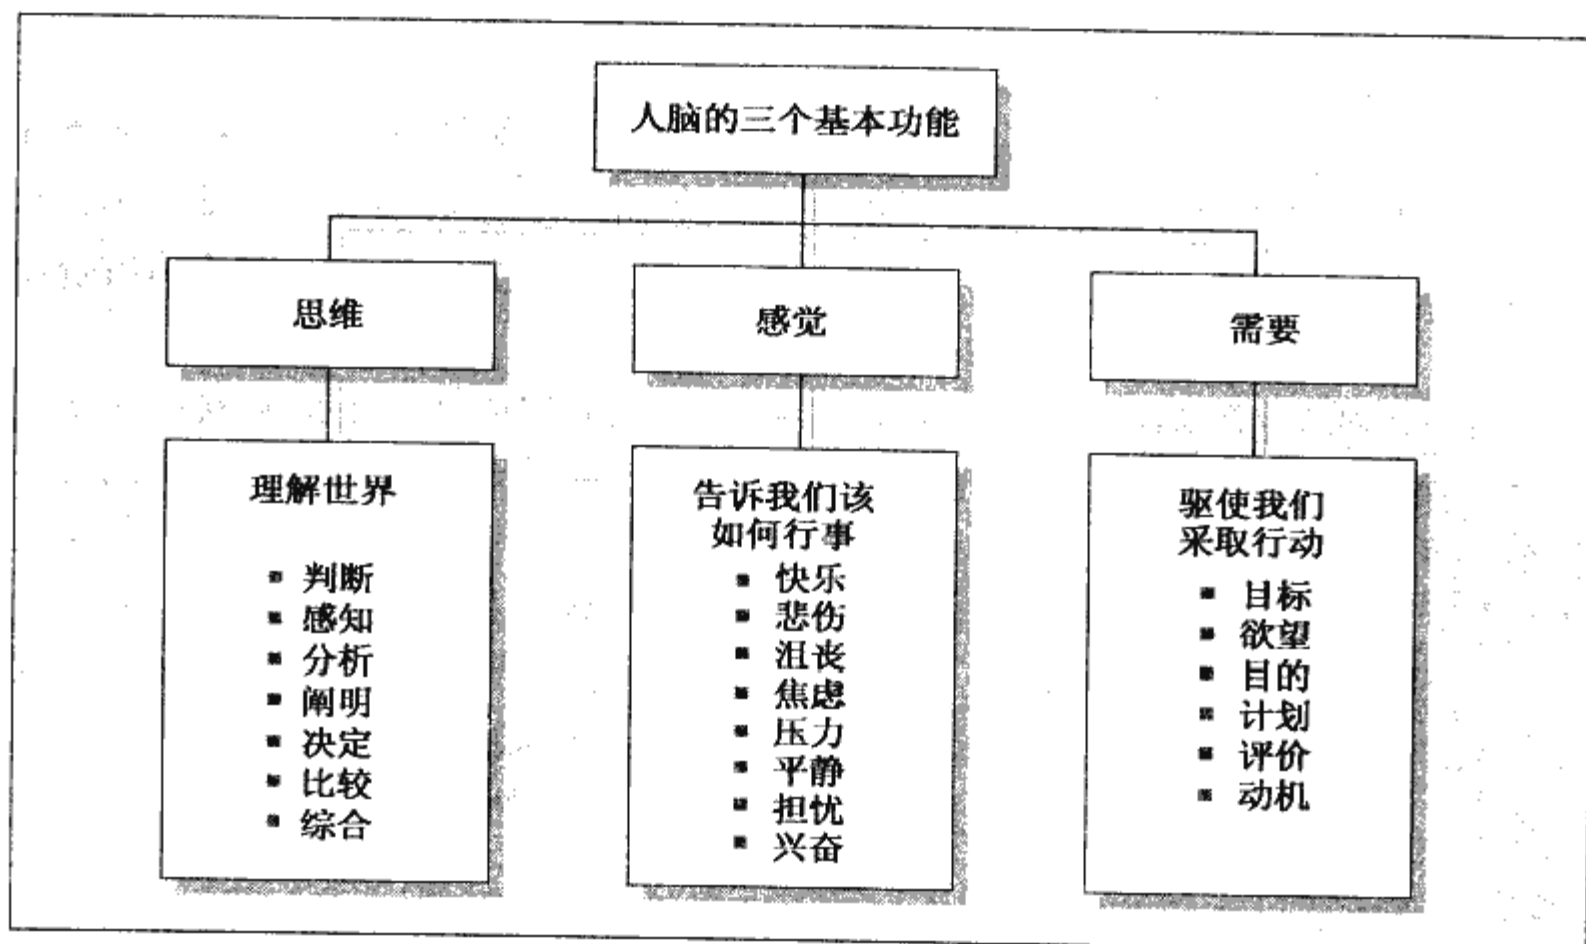 人脑的三个基本功能
思维
感觉
需要
理解世界
判断
感知
分析
阐明
决定
比较
综合
告诉我们该
如何行事
快乐
悲伤
沮丧
焦虑
压力
平静
担忧
兴奋
驱使我们
采取行动
目标
欲望
目的
计划
评价
动机